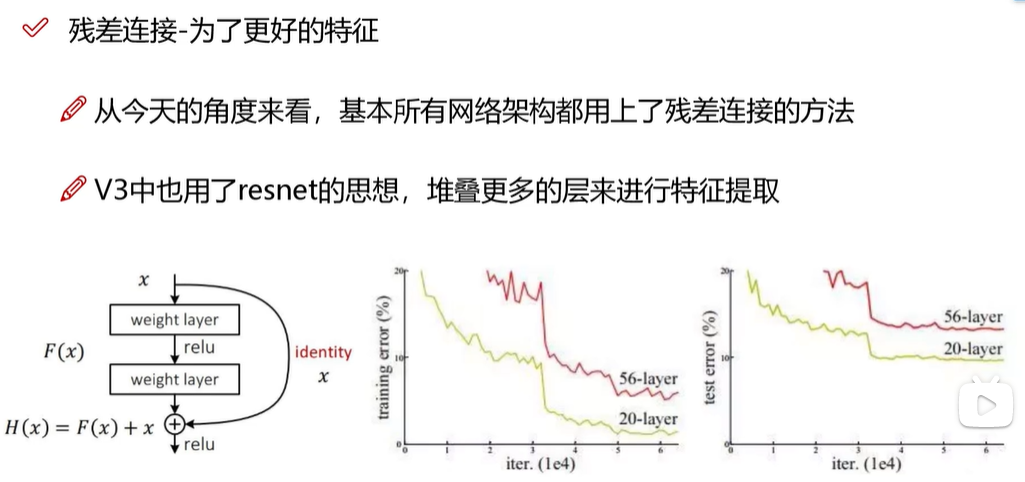 残差连接-为了更好的特征
从今天的角度来看，基本所有网络架构都用上了残差连接的方法
V3中也用了resnet的思想，堆叠更多的层来进行特征提取
x
weight layer
F(x)
relu
identity
x
weight layer
H(x) = F(x) + x
relu
training error (%)
20
10
0
56-layer
20-layer
0 1 2 3 4 5 6
iter. (1e4)
test error (%)
20
10
0
56-layer
20-layer
0 1 2 3 4 5 6
iter. (1e4)